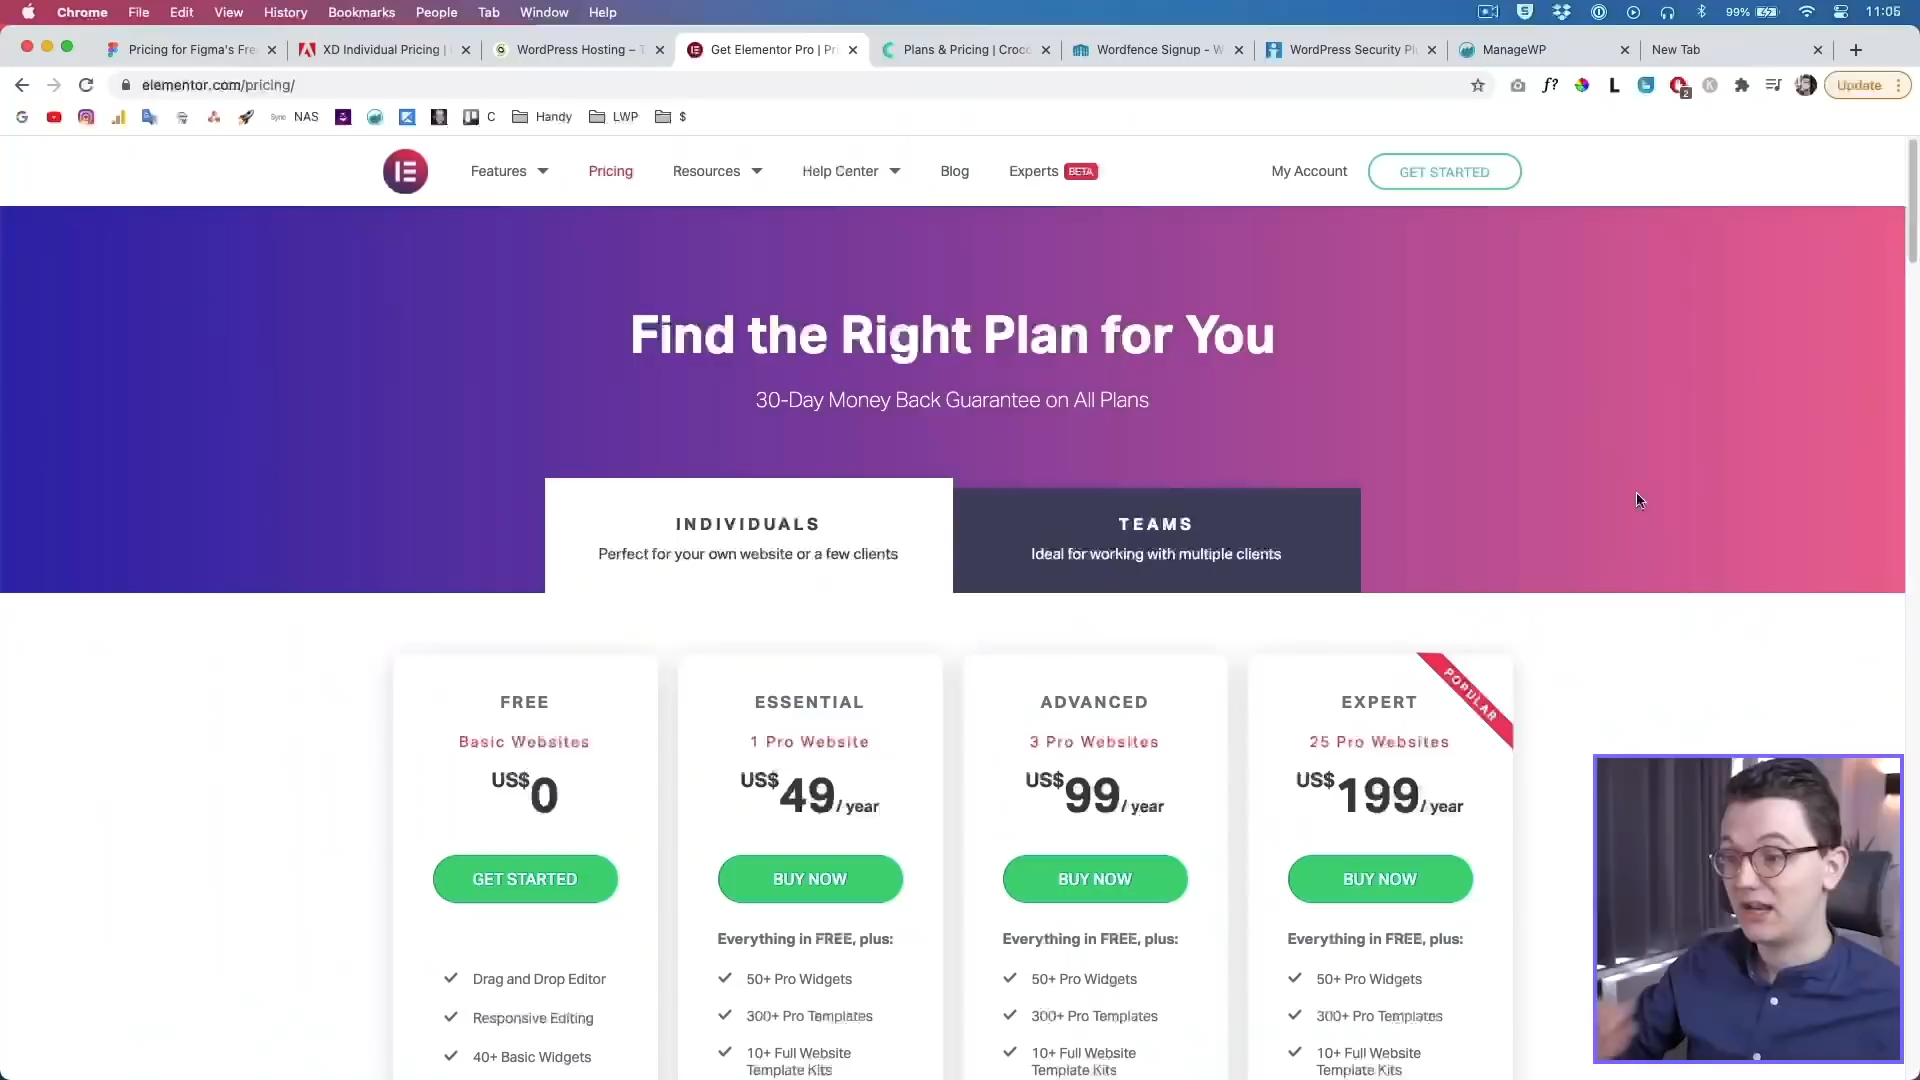 Chrome File Edit View History Bookmarks People Tab Window Help 99% 11:05
Pricing for Figma's Fre XD Individual Pricing | WordPress Hosting – Get Elementor Pro | Pri Plans & Pricing | Croc Wordfence Signup - W WordPress Security Pl ManageWP New Tab
elementor.com/pricing/ f? L 2 K Update
G Sync NAS C Handy LWP $
Features Pricing Resources Help Center Blog Experts BETA My Account GET STARTED
Find the Right Plan for You
30-Day Money Back Guarantee on All Plans
INDIVIDUALS
Perfect for your own website or a few clients
TEAMS
Ideal for working with multiple clients
FREE
Basic Websites
US$0
GET STARTED
Drag and Drop Editor
Responsive Editing
40+ Basic Widgets
ESSENTIAL
1 Pro Website
US$49 / year
BUY NOW
Everything in FREE, plus:
50+ Pro Widgets
300+ Pro Templates
10+ Full Website
Template Kits
ADVANCED
3 Pro Websites
US$99 / year
BUY NOW
Everything in FREE, plus:
50+ Pro Widgets
300+ Pro Templates
10+ Full Website
Template Kits
POPULAR
EXPERT
25 Pro Websites
US$199 / year
BUY NOW
Everything in FREE, plus:
50+ Pro Widgets
300+ Pro Templates
10+ Full Website
Template Kits